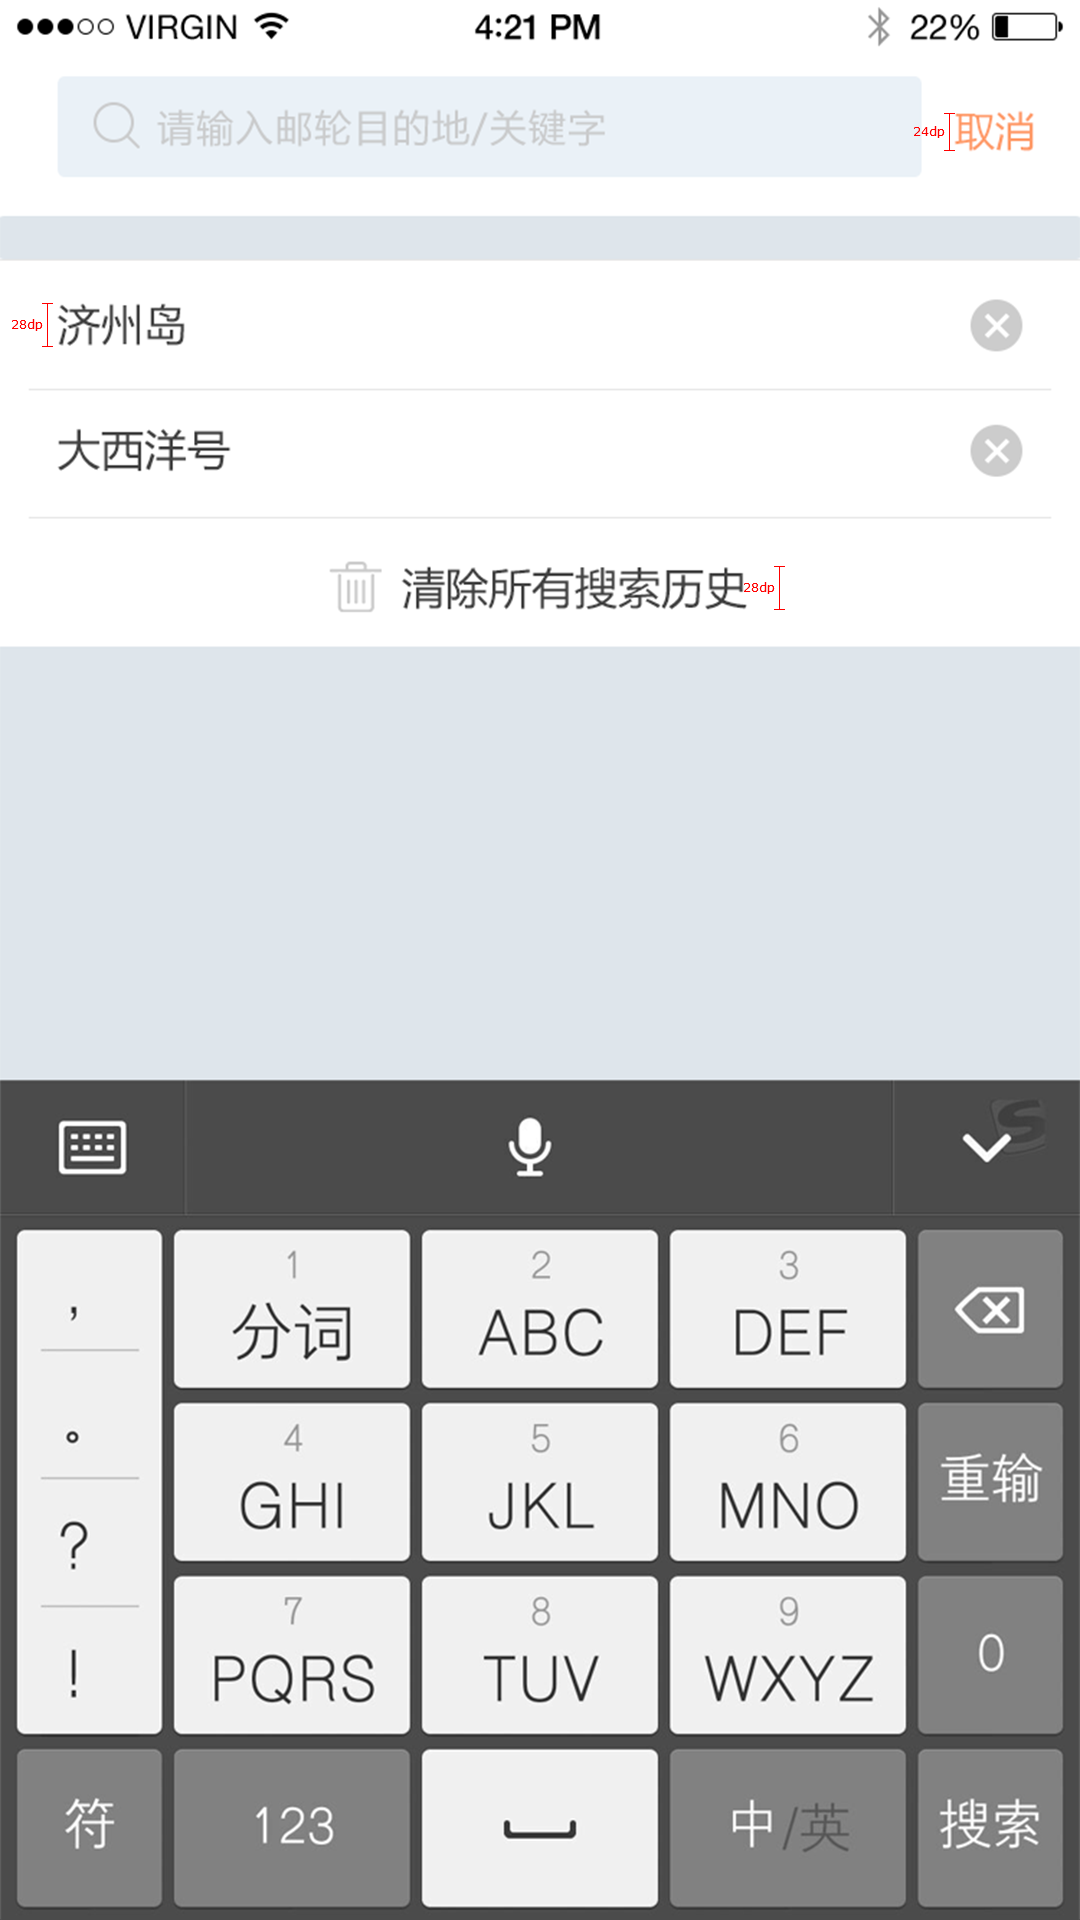 VIRGIN 4:21 PM 22%
请输入邮轮目的地/关键字 24dp 取消
28dp 济州岛
大西洋号
清除所有搜索历史 28dp
, 1 2 3
分词 ABC DEF
。 4 5 6
GHI JKL MNO 重输
? 7 8 9
! PQRS TUV WXYZ 0
符 123 中/英 搜索